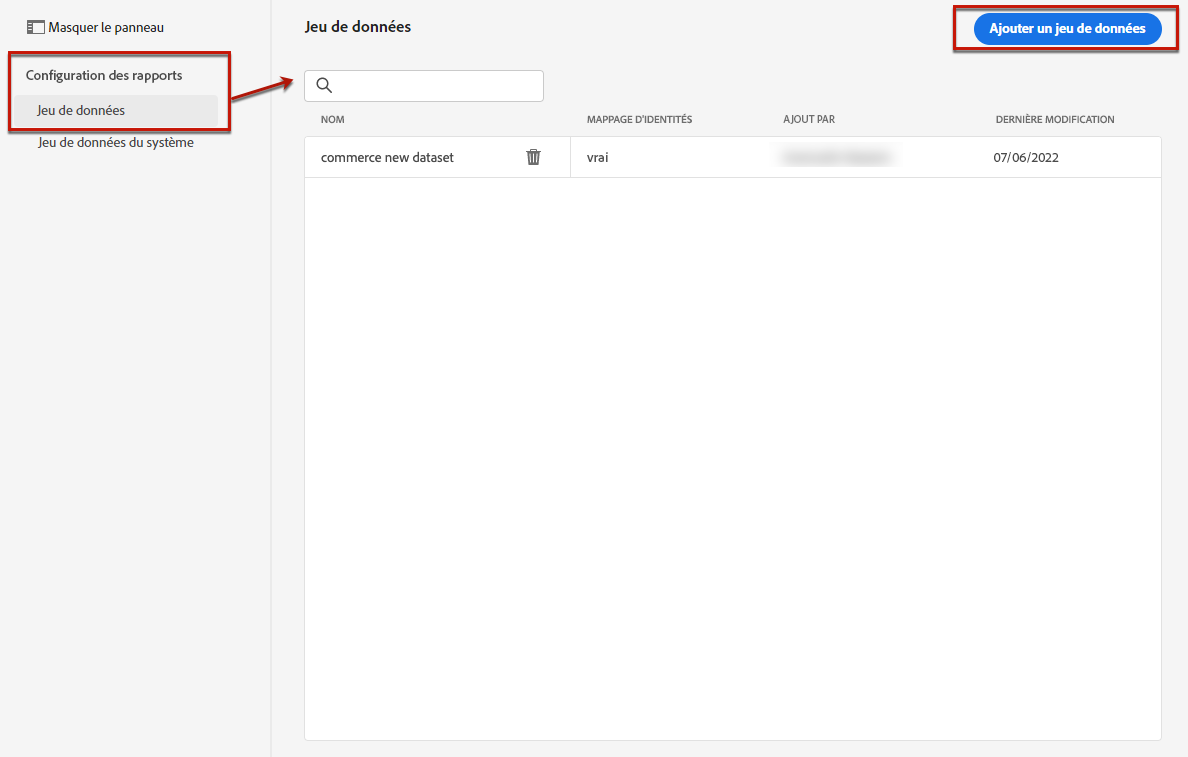 Masquer le panneau
Configuration des rapports
Jeu de données
Jeu de données du système
Jeu de données
Ajouter un jeu de données
NOM MAPPAGE D'IDENTITÉS AJOUT PAR DERNIÈRE MODIFICATION
commerce new dataset vrai 07/06/2022